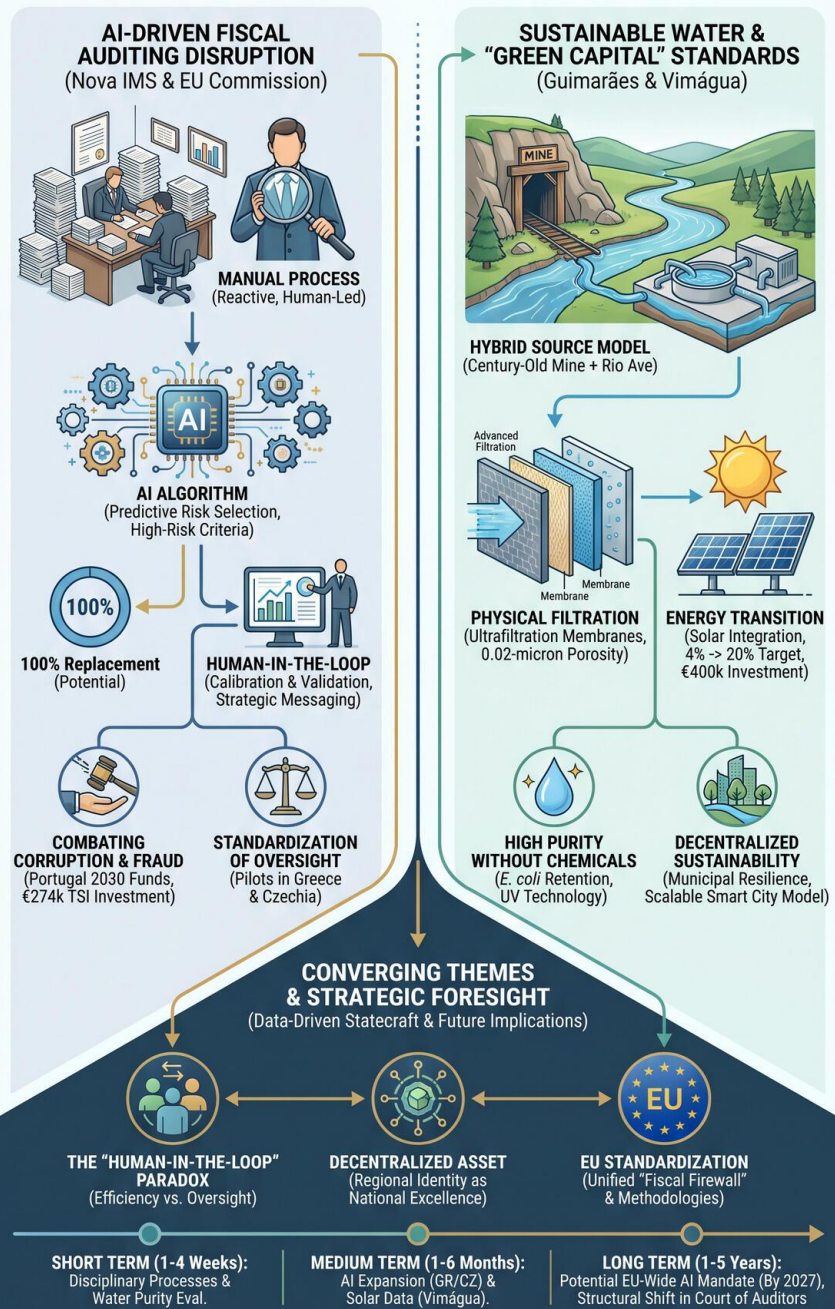 AI-DRIVEN FISCAL
AUDITING DISRUPTION
(Nova IMS & EU Commission)
MANUAL PROCESS
(Reactive, Human-Led)
AI
AI ALGORITHM
(Predictive Risk Selection,
High-Risk Criteria)
100%
100% Replacement
(Potential)
HUMAN-IN-THE-LOOP
(Calibration & Validation,
Strategic Messaging)
COMBATING
CORRUPTION & FRAUD
(Portugal 2030 Funds,
€274k TSI Investment)
STANDARDIZATION
OF OVERSIGHT
(Pilots in Greece
& Czechia)
SUSTAINABLE WATER &
“GREEN CAPITAL” STANDARDS
(Guimarães & Vimágua)
MINE
HYBRID SOURCE MODEL
(Century-Old Mine + Rio Ave)
Advanced
Filtration
Membrane
Membrane
PHYSICAL FILTRATION
(Ultrafiltration Membranes,
0.02-micron Porosity)
ENERGY TRANSITION
(Solar Integration,
4% -> 20% Target,
€400k Investment)
HIGH PURITY
WITHOUT CHEMICALS
(E. coli Retention,
UV Technology)
DECENTRALIZED
SUSTAINABILITY
(Municipal Resilience,
Scalable Smart City Model)
CONVERGING THEMES
& STRATEGIC FORESIGHT
(Data-Driven Statecraft & Future Implications)
THE “HUMAN-IN-THE-LOOP”
PARADOX
(Efficiency vs. Oversight)
DECENTRALIZED ASSET
(Regional Identity as
National Excellence)
EU
EU STANDARDIZATION
(Unified “Fiscal Firewall”
& Methodologies)
SHORT TERM (1-4 Weeks):
Disciplinary Processes &
Water Purity Eval.
MEDIUM TERM (1-6 Months):
AI Expansion (GR/CZ) &
Solar Data (Vimágua).
LONG TERM (1-5 Years):
Potential EU-Wide AI Mandate (By 2027),
Structural Shift in Court of Auditors